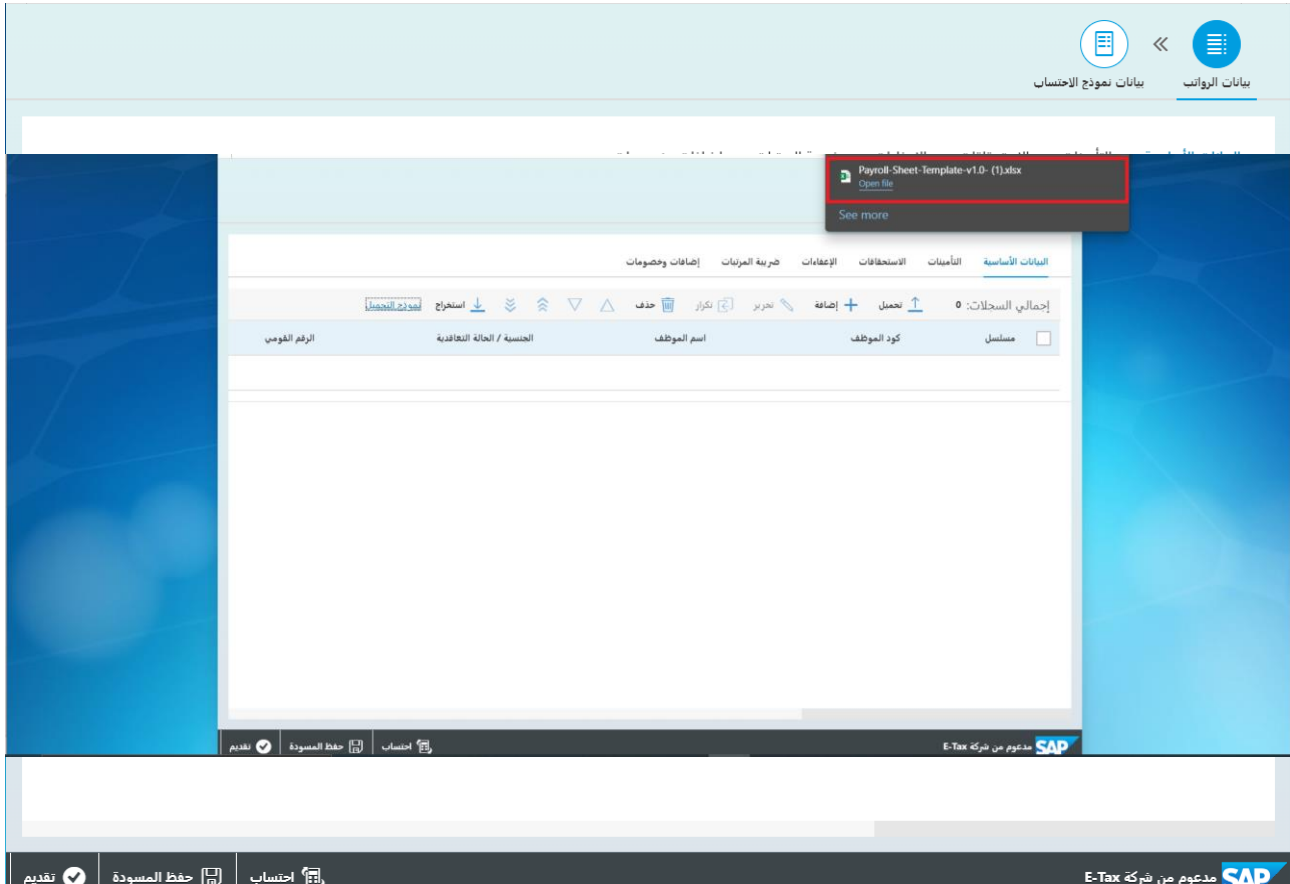 بيانات الرواتب
بيانات نموذج الاحتساب
Payroll-Sheet-Template-v1.0- (1).xlsx
Open file
See more
البيانات الأساسية التأمينات الاستحقاقات الإعفاءات ضريبة المرتبات إضافات وخصومات
إجمالي السجلات: 0 تحميل إضافة تحرير تكرار حذف استخراج نموذج التحميل
مسلسل كود الموظف اسم الموظف الجنسية / الحالة التعاقدية الرقم القومي
SAP مدعوم من شركة E-Tax احتساب حفظ المسودة تقديم
SAP مدعوم من شركة E-Tax احتساب حفظ المسودة تقديم